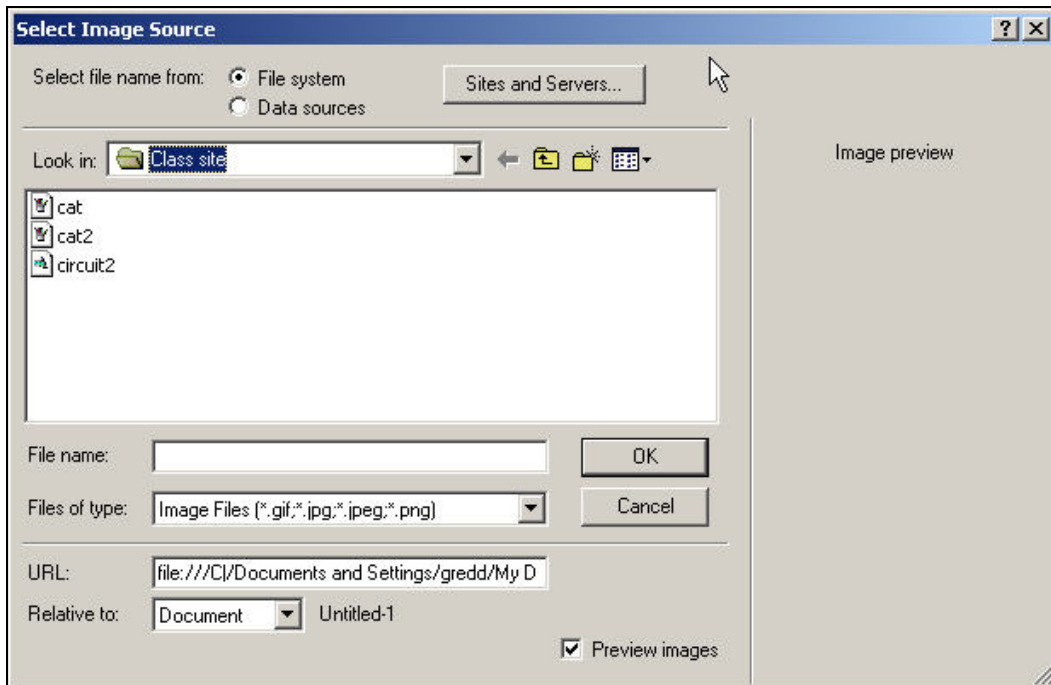 Select Image Source
Select file name from:
File system
Sites and Servers...
Data sources
Look in:
Class site
Image preview
cat
cat2
circuit2
File name:
OK
Files of type:
Image Files (*.gif;*.jpg;*.jpeg;*.png)
Cancel
URL:
file:///C|/Documents and Settings/gredd/My D
Relative to:
Document
Untitled-1
Preview images